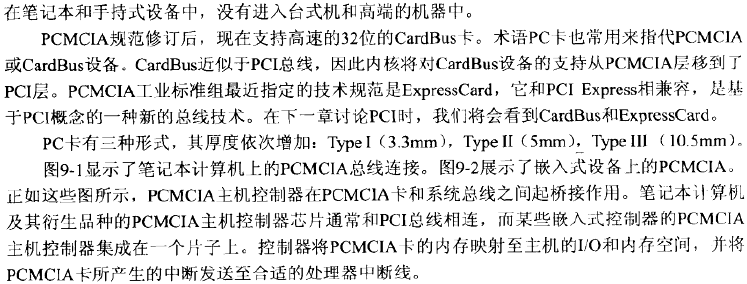 在笔记本和手持式设备中，没有进入台式机和高端的机器中。
PCMCIA规范修订后，现在支持高速的32位的CardBus卡。术语PC卡也常用来指代PCMCIA
或CardBus设备。CardBus近似于PCI总线，因此内核将对CardBus设备的支持从PCMCIA层移到了
PCI层。PCMCIA工业标准组最近指定的技术规范是ExpressCard，它和PCI Express相兼容，是基
于PCI概念的一种新的总线技术。在下一章讨论PCI时，我们将会看到CardBus和ExpressCard。
PC卡有三种形式，其厚度依次增加：Type I（3.3mm），Type II（5mm），Type III （10.5mm）。
图9-1显示了笔记本计算机上的PCMCIA总线连接。图9-2展示了嵌入式设备上的PCMCIA。
正如这些图所示，PCMCIA主机控制器在PCMCIA卡和系统总线之间起桥接作用。笔记本计算机
及其衍生品种的PCMCIA主机控制器芯片通常和PCI总线相连，而某些嵌入式控制器的PCMCIA
主机控制器集成在一个片子上。控制器将PCMCIA卡的内存映射至主机的I/O和内存空间，并将
PCMCIA卡所产生的中断发送至合适的处理器中断线。